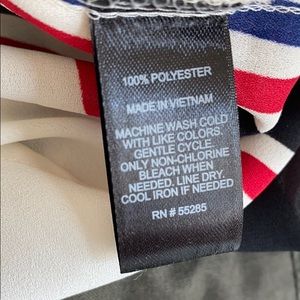 100% POLYESTER
MADE IN VIETNAM
MACHINE WASH COLD
WITH LIKE COLORS.
GENTLE CYCLE
ONLY NON-CHLORINE
BLEACH WHEN
NEEDED. LINE DRY.
COOL IRON IF NEEDED
RN # 55285